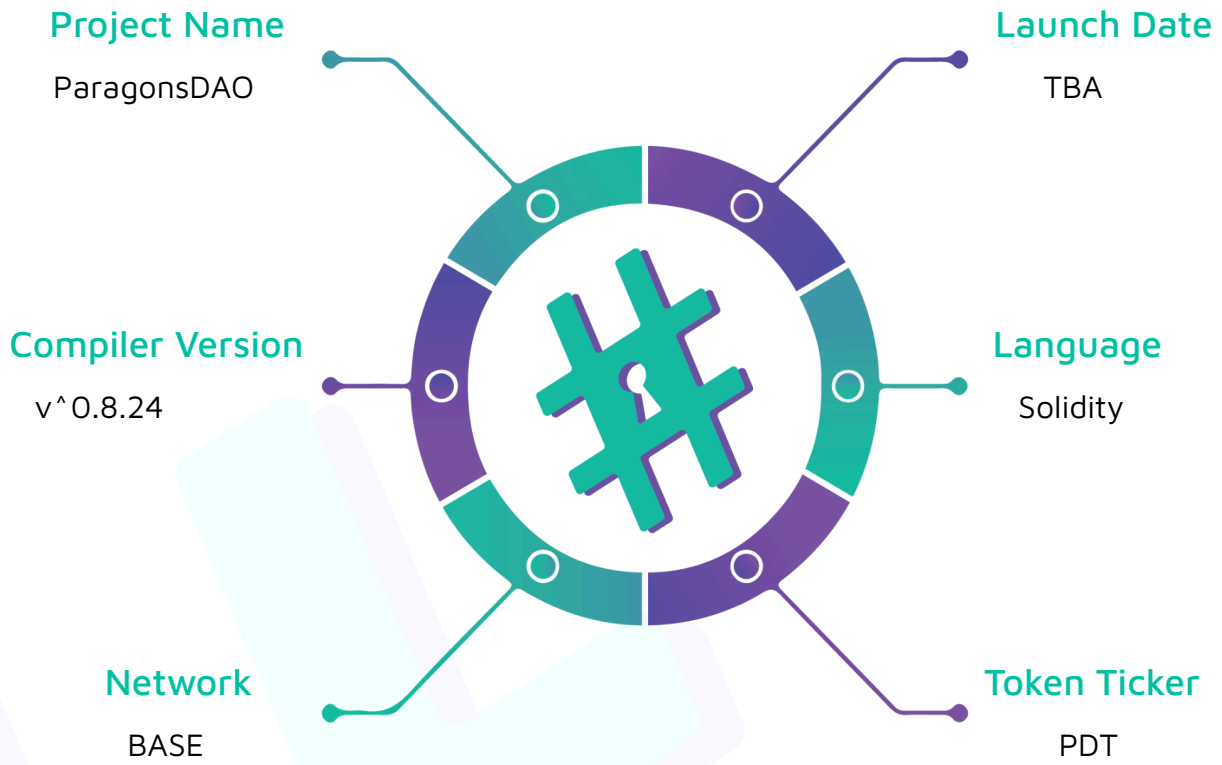 Project Name
ParagonsDAO
Launch Date
TBA
Compiler Version
v^0.8.24
Language
Solidity
Network
BASE
Token Ticker
PDT